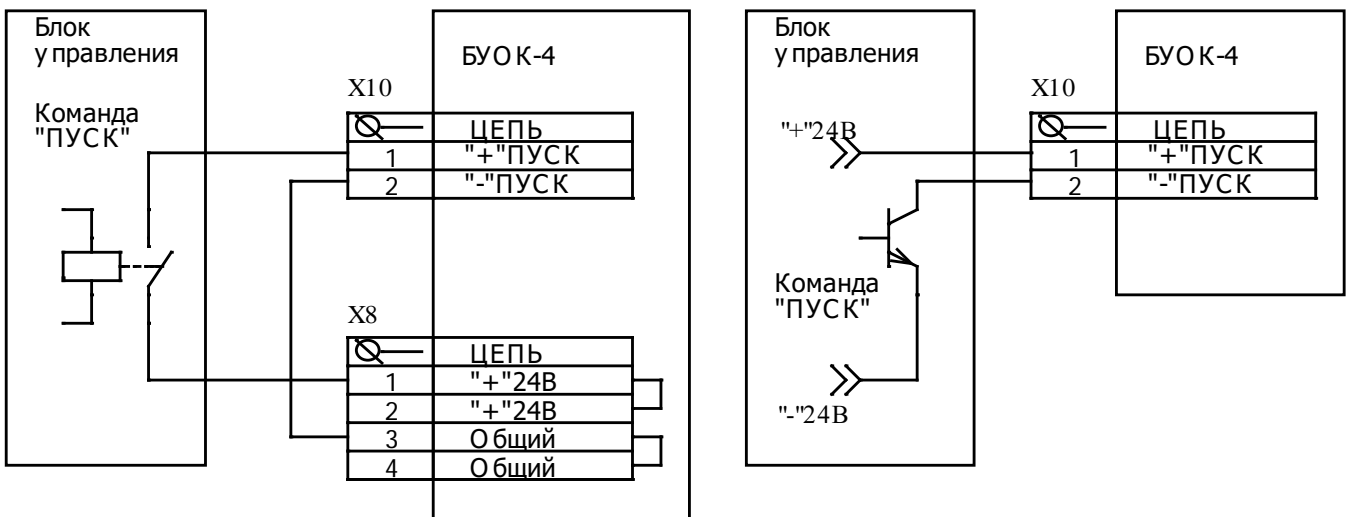 Блок
управления
БУОК-4
X10
Команда
"ПУСК"
ЦЕПЬ
1 "+"ПУСК
2 "-"ПУСК
X8
ЦЕПЬ
1 "+"24В
2 "+"24В
3 Общий
4 Общий
Блок
управления
БУОК-4
X10
"+"24В
ЦЕПЬ
1 "+"ПУСК
2 "-"ПУСК
Команда
"ПУСК"
"-"24В